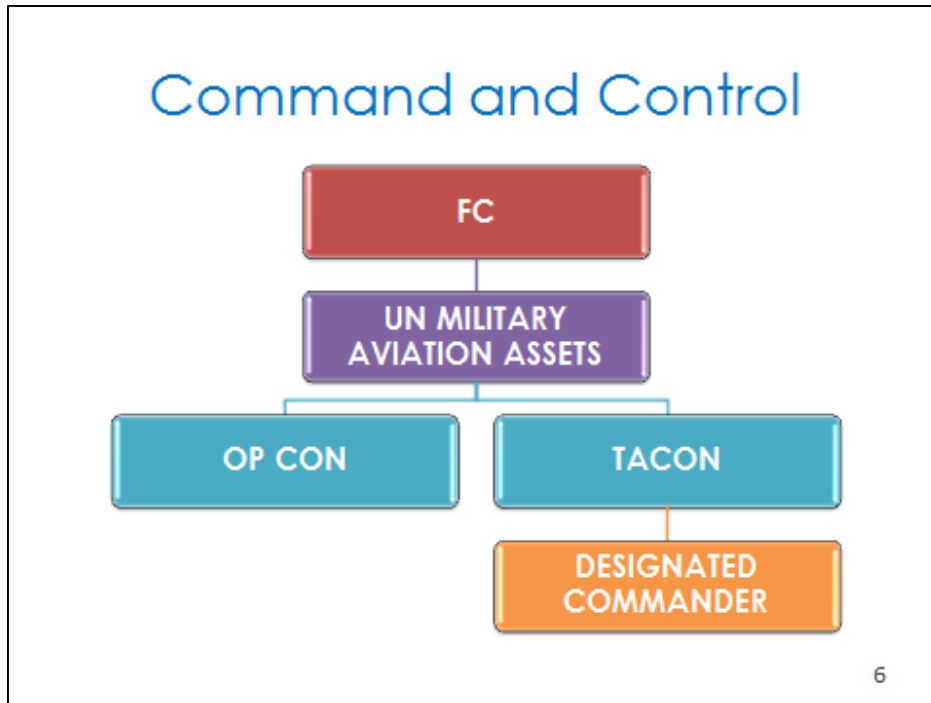 Command and Control
FC
UN MILITARY
AVIATION ASSETS
OP CON
TACON
DESIGNATED
COMMANDER
6